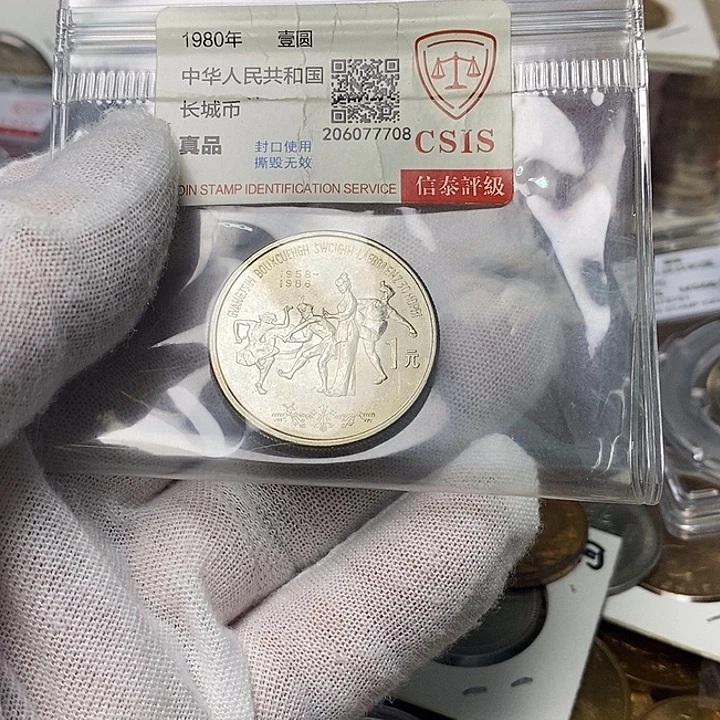 1980年 壹圆
中华人民共和国
长城币
206077708
真品
封口使用
撕毁无效
CSIS
OIN STAMP IDENTIFICATION SERVICE
信泰評級
BOUXCUENGH SWCIGIH
1958-
1986
1元